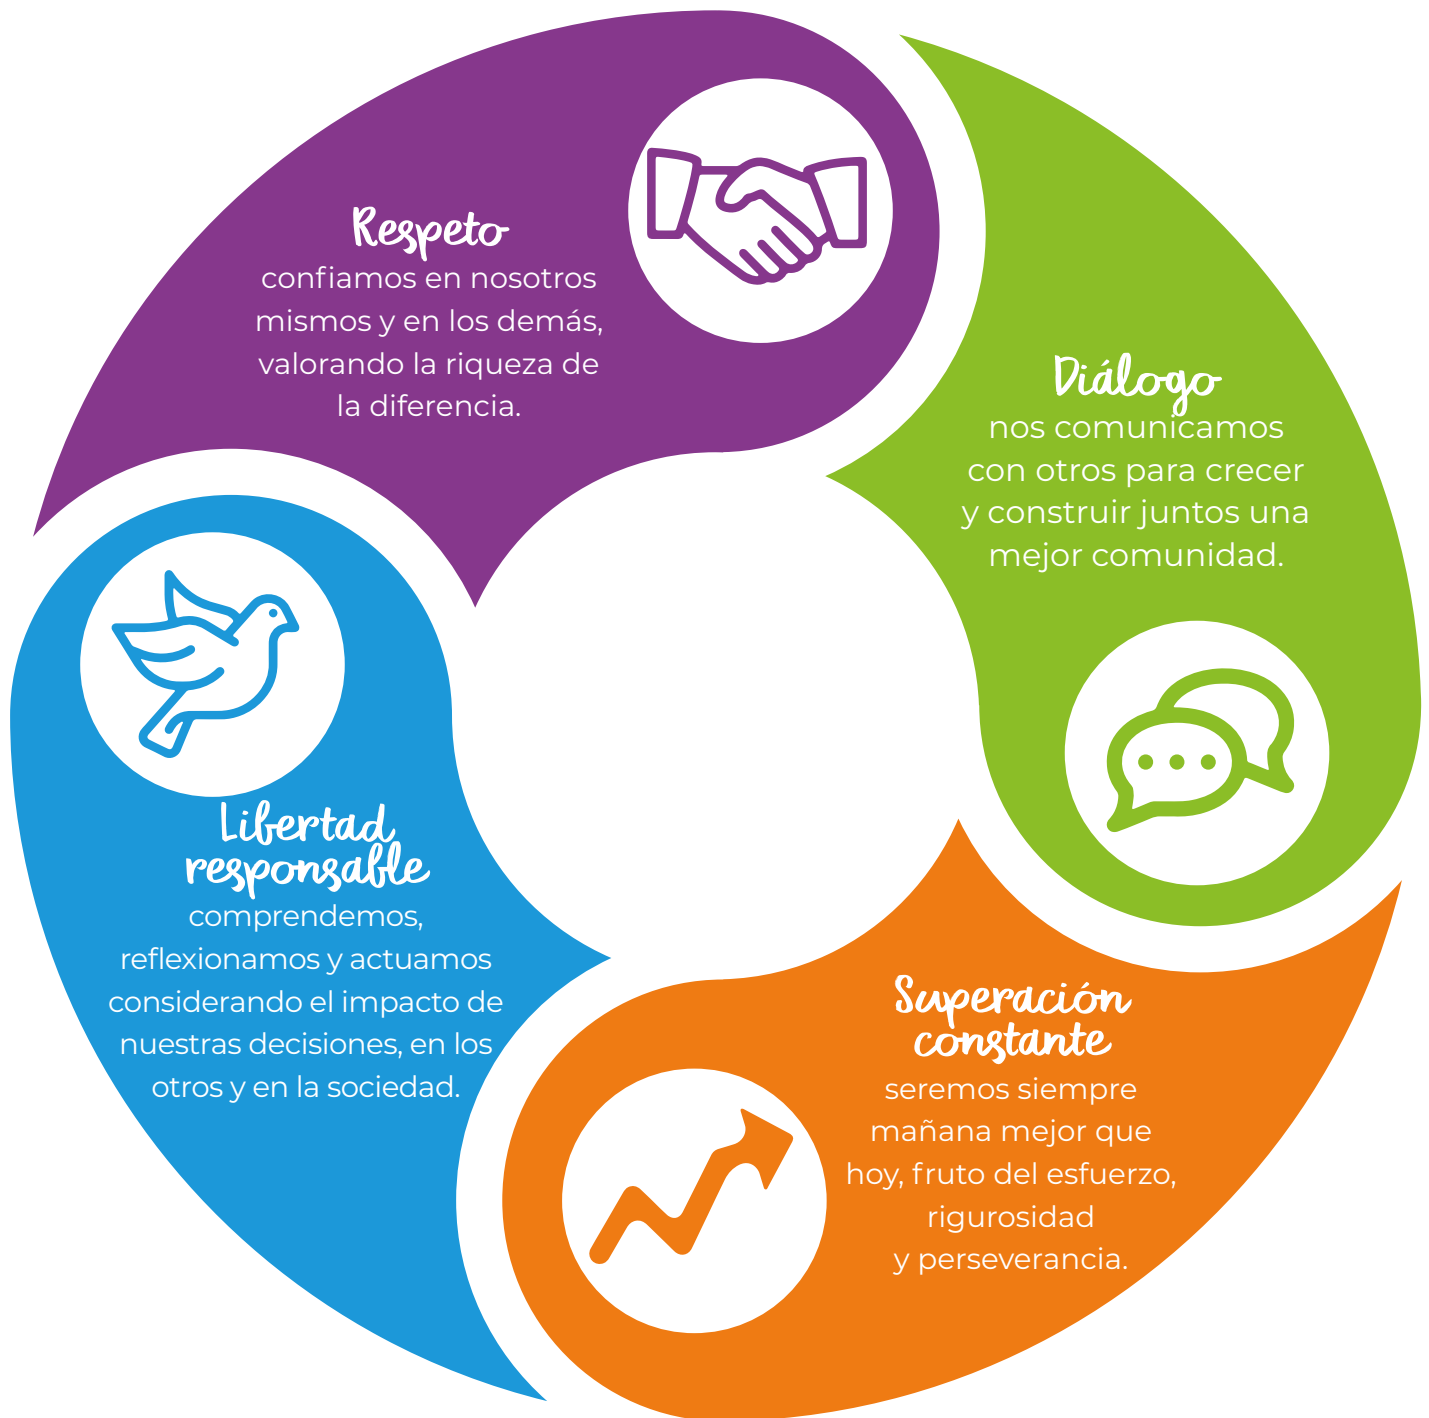 Respeto
confiamos en nosotros
mismos y en los demás,
valorando la riqueza de
la diferencia.
Diálogo
nos comunicamos
con otros para crecer
y construir juntos una
mejor comunidad.
Libertad
responsable
comprendemos,
reflexionamos y actuamos
considerando el impacto de
nuestras decisiones, en los
otros y en la sociedad.
Superación
constante
seremos siempre
mañana mejor que
hoy, fruto del esfuerzo,
rigurosidad
y perseverancia.